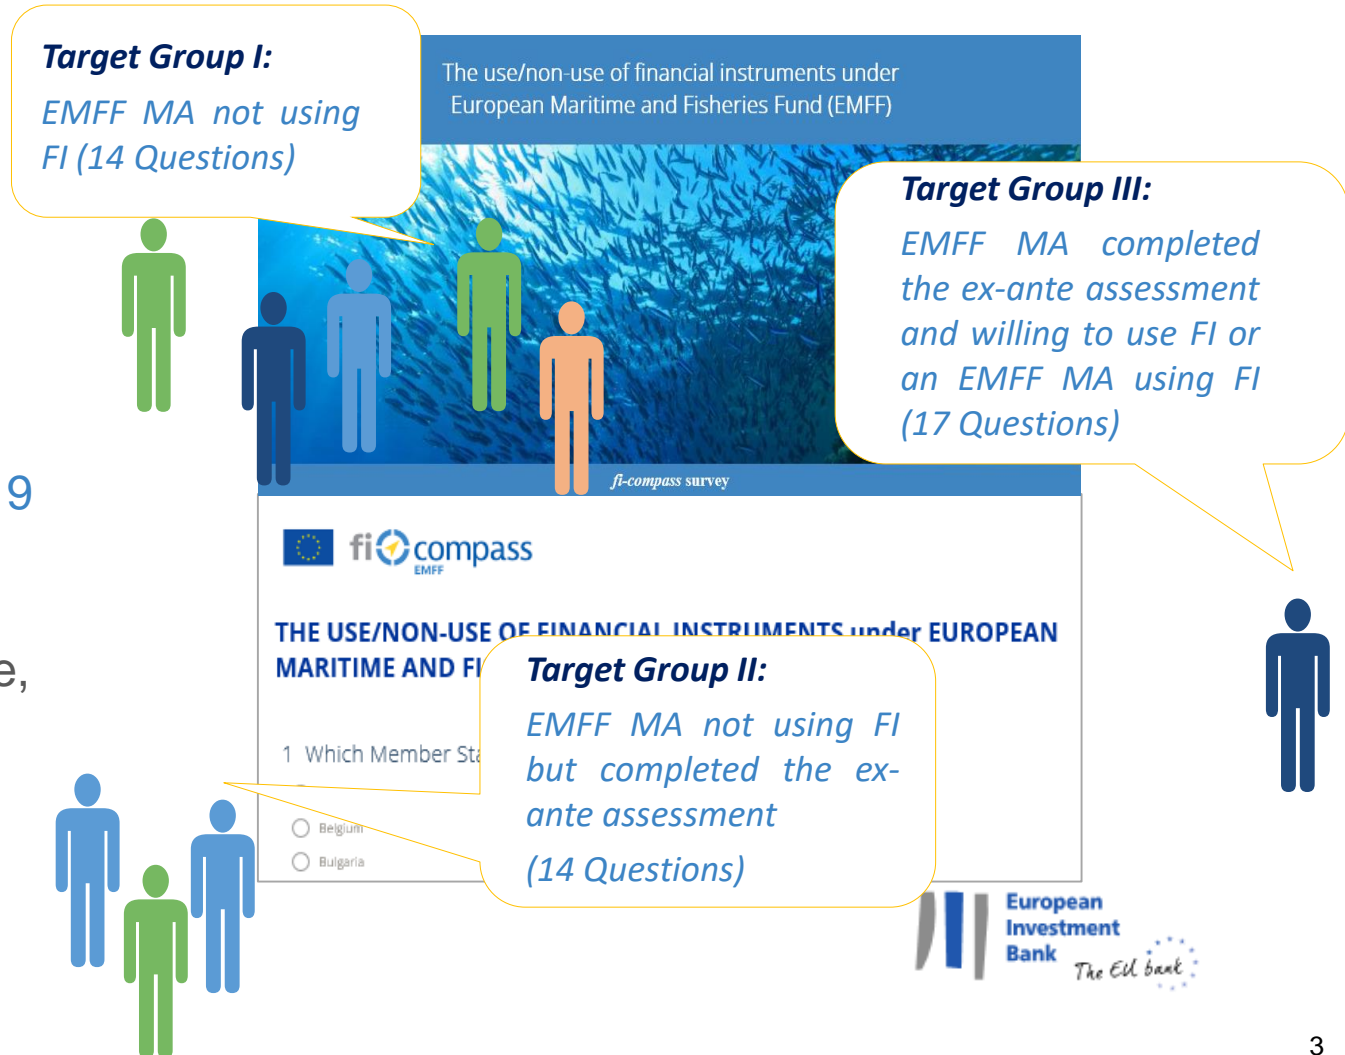 Target Group I:
EMFF MA not using
FI (14 Questions)
The use/non-use of financial instruments under
European Maritime and Fisheries Fund (EMFF)
Target Group III:
EMFF MA completed
the ex-ante assessment
and willing to use FI or
an EMFF MA using FI
(17 Questions)
9
fi-compass survey
fi compass
EMFF
THE USE/NON-USE OF FINANCIAL INSTRUMENTS under EUROPEAN
MARITIME AND
e,
Target Group II:
EMFF MA not using FI
but completed the ex-
ante assessment
(14 Questions)
1 Which Member
Belgium
Bulgaria
European
Investment
Bank
The EU bank
3